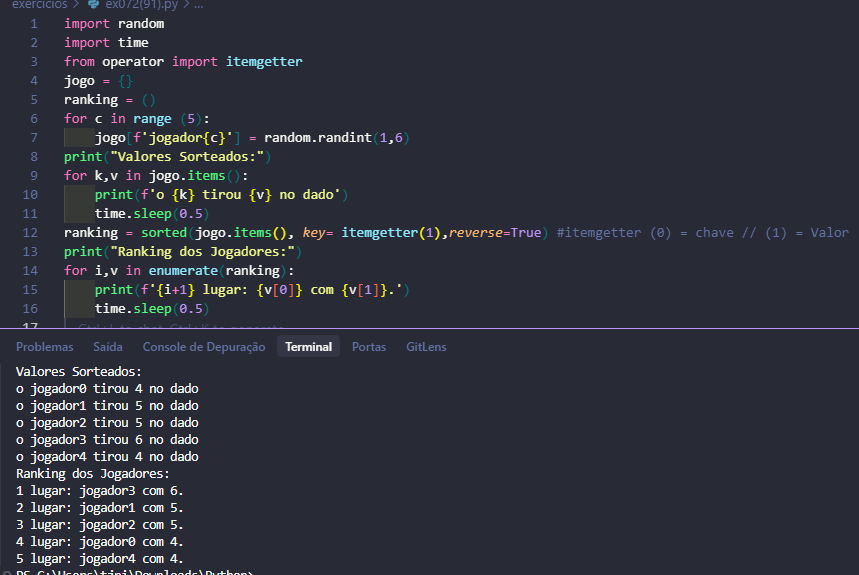 exercicios > ex072(91).py > ...
1 import random
2 import time
3 from operator import itemgetter
4 jogo = {}
5 ranking = ()
6 for c in range (5):
7     jogo[f'jogador{c}'] = random.randint(1,6)
8 print("Valores Sorteados:")
9 for k,v in jogo.items():
10     print(f'o {k} tirou {v} no dado')
11     time.sleep(0.5)
12 ranking = sorted(jogo.items(), key= itemgetter(1),reverse=True) #itemgetter (0) = chave // (1) = Valor
13 print("Ranking dos Jogadores:")
14 for i,v in enumerate(ranking):
15     print(f'{i+1} lugar: {v[0]} com {v[1]}.')
16     time.sleep(0.5)
17
Problemas Saída Console de Depuração Terminal Portas GitLens
Valores Sorteados:
o jogador0 tirou 4 no dado
o jogador1 tirou 5 no dado
o jogador2 tirou 5 no dado
o jogador3 tirou 6 no dado
o jogador4 tirou 4 no dado
Ranking dos Jogadores:
1 lugar: jogador3 com 6.
2 lugar: jogador1 com 5.
3 lugar: jogador2 com 5.
4 lugar: jogador0 com 4.
5 lugar: jogador4 com 4.